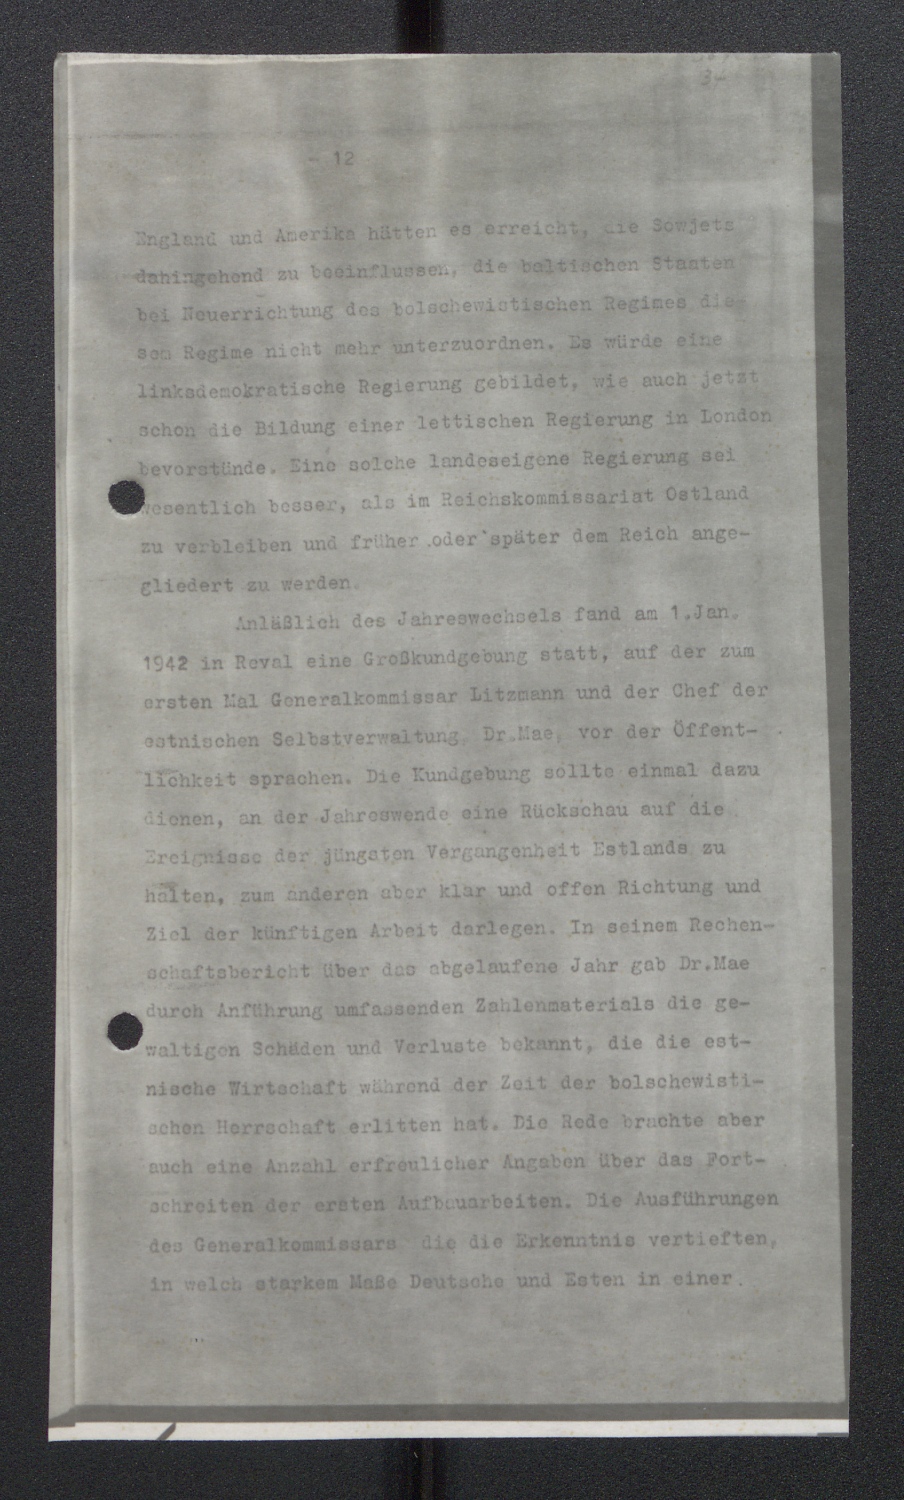 - 12
England und Amerika hätten es erreicht, die Sowjets
dahingehend zu beeinflussen, die baltischen Staaten
bei Neuerrichtung des bolschewistischen Regimes die-
sem Regime nicht mehr unterzuordnen. Es würde eine
linksdemokratische Regierung gebildet, wie auch jetzt
schon die Bildung einer lettischen Regierung in London
bevorstünde. Eine solche landeseigene Regierung sei
wesentlich besser, als im Reichskommissariat Ostland
zu verbleiben und früher oder später dem Reich ange-
gliedert zu werden.
Anläßlich des Jahreswechsels fand am 1.Jan.
1942 in Reval eine Großkundgebung statt, auf der zum
ersten Mal Generalkommissar Litzmann und der Chef der
estnischen Selbstverwaltung, Dr.Mae, vor der Öffent-
lichkeit sprachen. Die Kundgebung sollte einmal dazu
dienen, an der Jahreswende eine Rückschau auf die
Ereignisse der jüngsten Vergangenheit Estlands zu
halten, zum anderen aber klar und offen Richtung und
Ziel der künftigen Arbeit darlegen. In seinem Rechen-
schaftsbericht über das abgelaufene Jahr gab Dr.Mae
durch Anführung umfassenden Zahlenmaterials die ge-
waltigen Schäden und Verluste bekannt, die die est-
nische Wirtschaft während der Zeit der bolschewisti-
schen Herrschaft erlitten hat. Die Rede brachte aber
auch eine Anzahl erfreulicher Angaben über das Fort-
schreiten der ersten Aufbauarbeiten. Die Ausführungen
des Generalkommissars die die Erkenntnis vertieften,
in welch starkem Maße Deutsche und Esten in einer